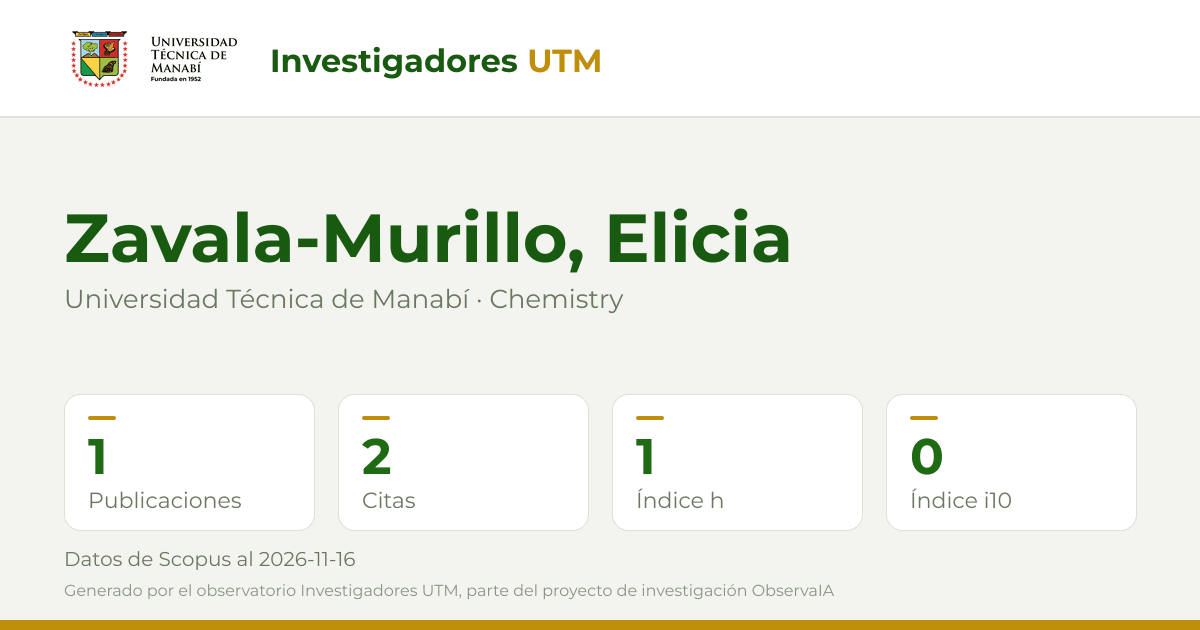 UNIVERSIDAD
TÉCNICA DE
MANABÍ
Fundada en 1952
Investigadores UTM
Zavala-Murillo, Elicia
Universidad Técnica de Manabí · Chemistry
1
Publicaciones
2
Citas
1
Índice h
0
Índice i10
Datos de Scopus al 2026-11-16
Generado por el observatorio Investigadores UTM, parte del proyecto de investigación ObservaIA